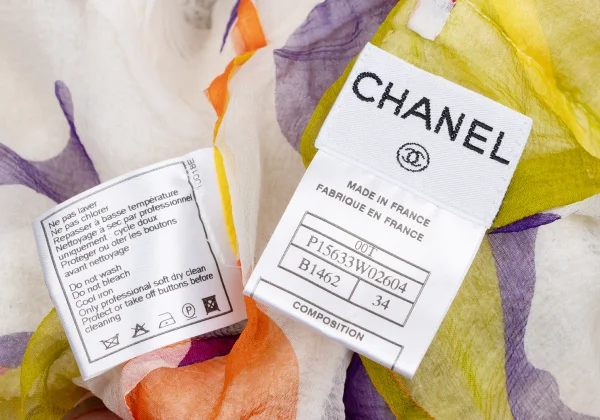 CHANEL
MADE IN FRANCE
FABRIQUE EN FRANCE
00T
P15633W02604
B1462 34
COMPOSITION
Ne pas laver
Ne pas chlorer
Repasser à basse température
Nettoyage à sec par professionnel
uniquement cycle doux
Protéger ou ôter les boutons
avant nettoyage
Do not wash
Do not bleach
Cool iron
Only professional soft dry clean
Protect or take off buttons before
cleaning
P